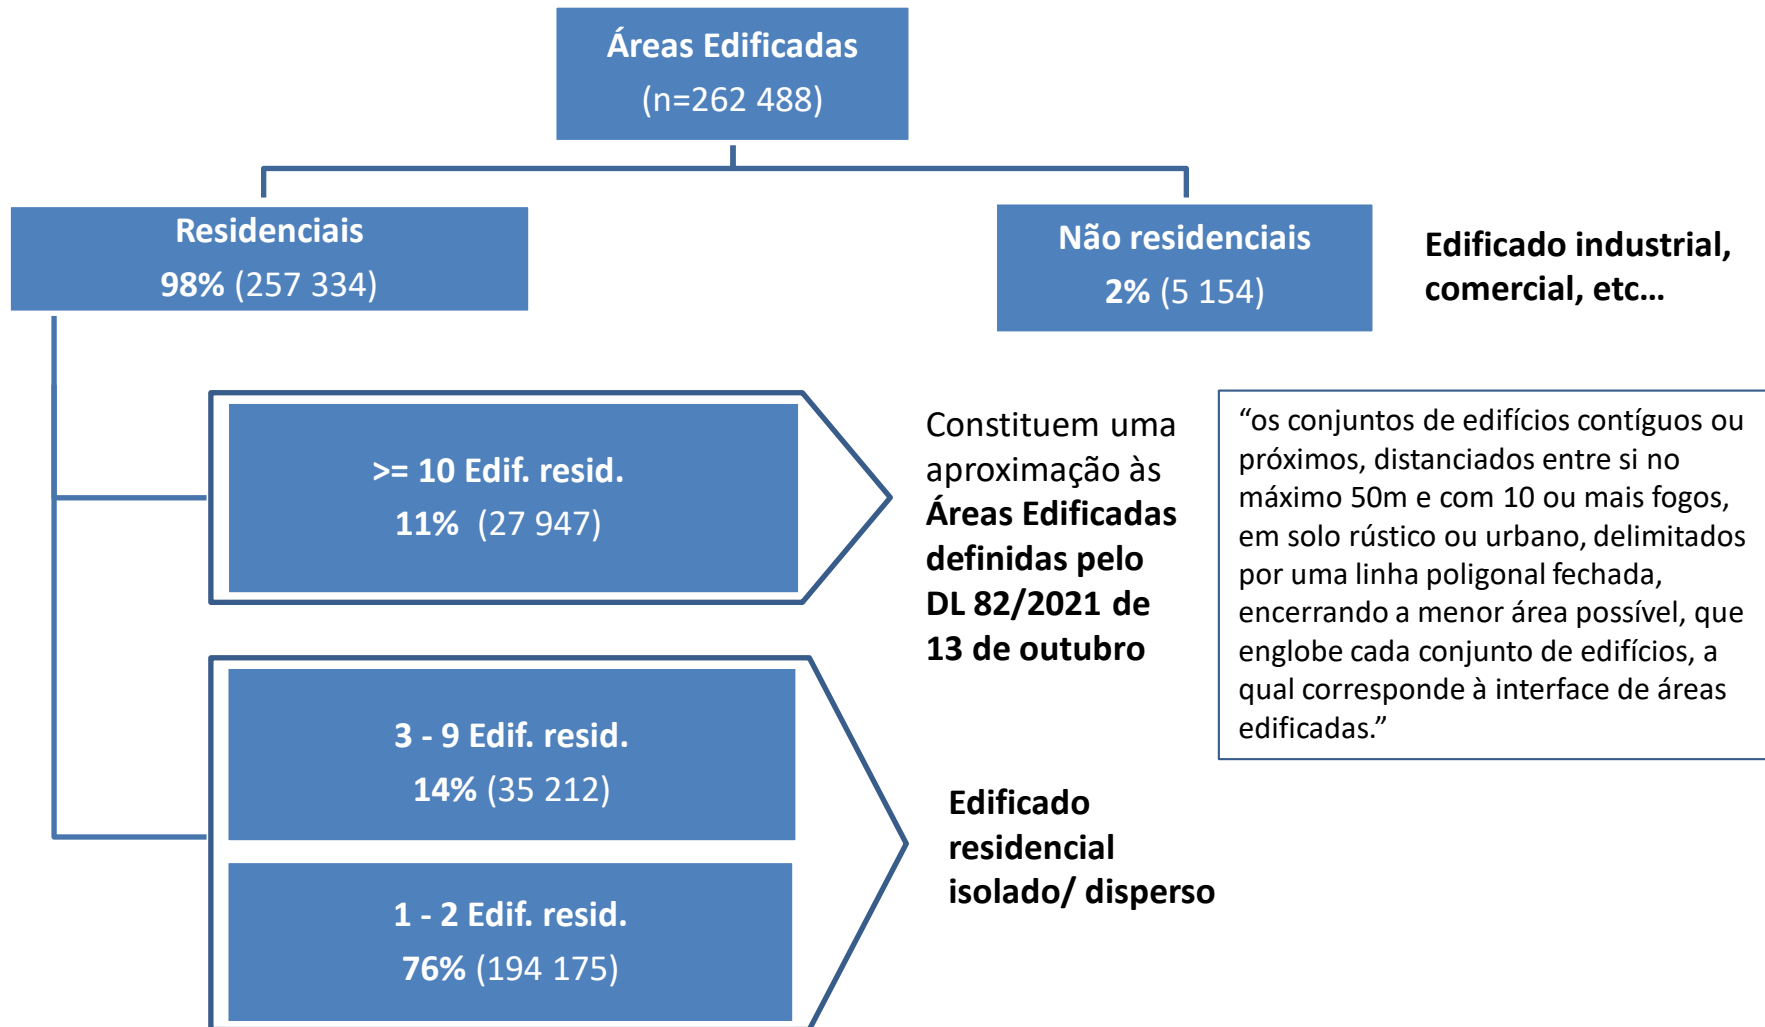 Áreas Edificadas
(n=262 488)
Residenciais
98% (257 334)
Não residenciais
2% (5 154)
Edificado industrial,
comercial, etc...
>= 10 Edif. resid.
11%  (27 947)
Constituem uma
aproximação às
Áreas Edificadas
definidas pelo
DL 82/2021 de
13 de outubro
“os conjuntos de edifícios contíguos ou
próximos, distanciados entre si no
máximo 50m e com 10 ou mais fogos,
em solo rústico ou urbano, delimitados
por uma linha poligonal fechada,
encerrando a menor área possível, que
englobe cada conjunto de edifícios, a
qual corresponde à interface de áreas
edificadas.”
3 - 9 Edif. resid.
14% (35 212)
1 - 2 Edif. resid.
76% (194 175)
Edificado
residencial
isolado/ disperso